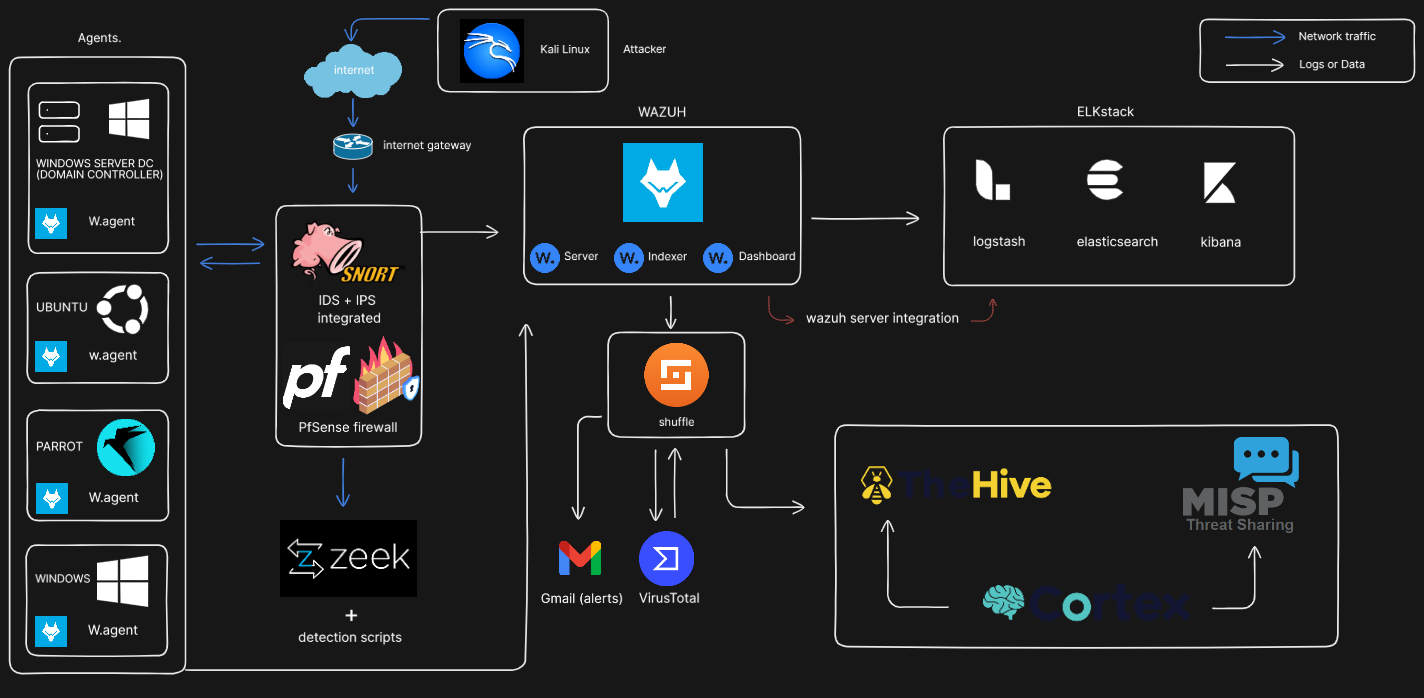 Agents.
WINDOWS SERVER DC
(DOMAIN CONTROLLER)
W.agent
UBUNTU
w.agent
PARROT
W.agent
WINDOWS
W.agent
Kali Linux
Attacker
internet
internet gateway
SNORT
IDS + IPS
integrated
pf
PfSense firewall
zeek
+
detection scripts
WAZUH
W.
Server
W.
Indexer
W.
Dashboard
wazuh server integration
shuffle
Gmail (alerts)
VirusTotal
ELKstack
logstash
elasticsearch
kibana
Network traffic
Logs or Data
TheHive
MISP
Threat Sharing
Cortex